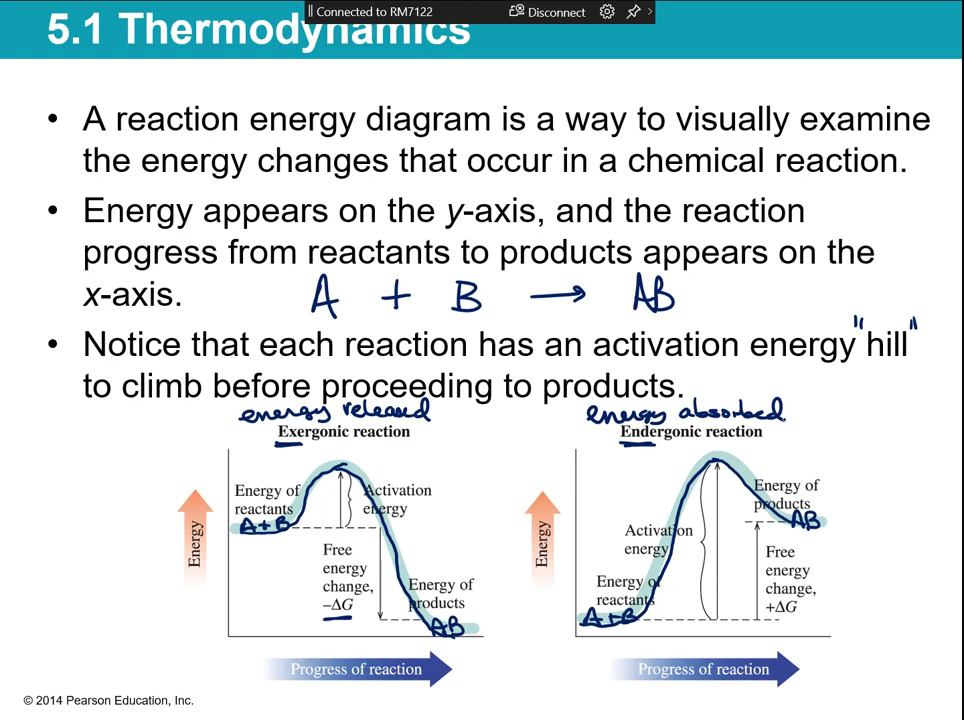 Connected to RM7122 Disconnect
5.1 Thermodynamics
• A reaction energy diagram is a way to visually examine
the energy changes that occur in a chemical reaction.
• Energy appears on the y-axis, and the reaction
progress from reactants to products appears on the
x-axis.
A + B → AB
• Notice that each reaction has an activation energy "hill"
to climb before proceeding to products.
energy released
Exergonic reaction
Energy of
reactants
A + B
Activation
energy
Energy
Free
energy
change,
–ΔG
Energy of
products
AB
Progress of reaction
energy absorbed
Endergonic reaction
Energy of
products
AB
Activation
energy
Energy
Free
energy
change,
+ΔG
Energy of
reactants
A + B
Progress of reaction
© 2014 Pearson Education, Inc.